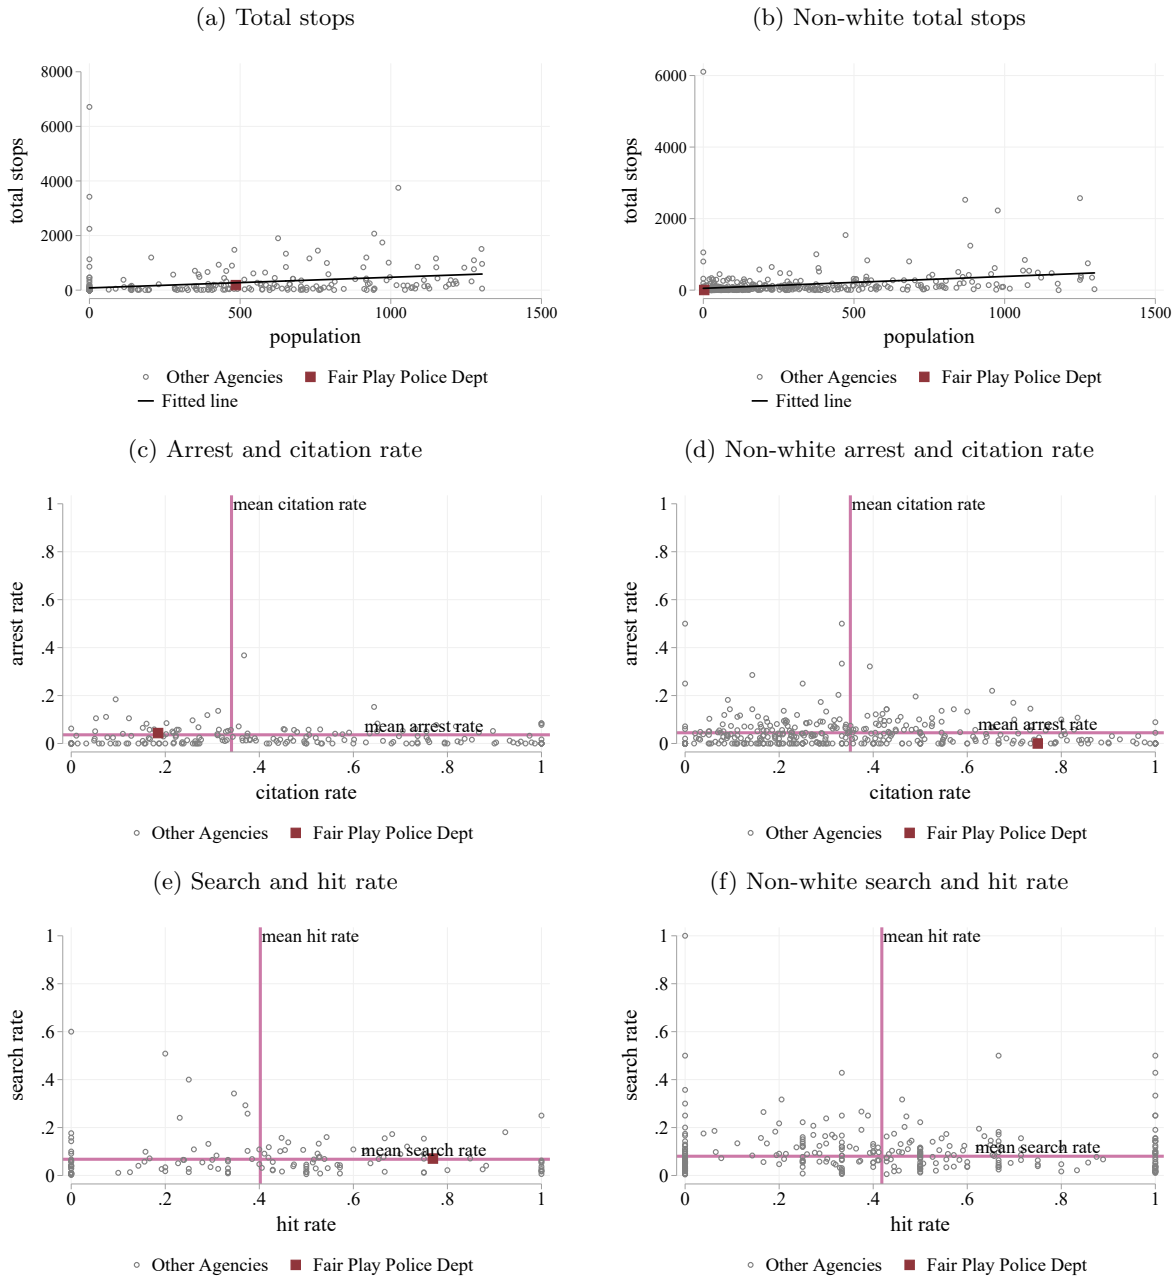 (a) Total stops
8000
6000
4000
2000
0
total stops
0 500 1000 1500
population
Other Agencies Fair Play Police Dept
Fitted line
(b) Non-white total stops
6000
4000
2000
0
total stops
0 500 1000 1500
population
Other Agencies Fair Play Police Dept
Fitted line
(c) Arrest and citation rate
1
.8
.6
.4
.2
0
arrest rate
mean citation rate
mean arrest rate
0 .2 .4 .6 .8 1
citation rate
Other Agencies Fair Play Police Dept
(d) Non-white arrest and citation rate
1
.8
.6
.4
.2
0
arrest rate
mean citation rate
mean arrest rate
0 .2 .4 .6 .8 1
citation rate
Other Agencies Fair Play Police Dept
(e) Search and hit rate
1
.8
.6
.4
.2
0
search rate
mean hit rate
mean search rate
0 .2 .4 .6 .8 1
hit rate
Other Agencies Fair Play Police Dept
(f) Non-white search and hit rate
1
.8
.6
.4
.2
0
search rate
mean hit rate
mean search rate
0 .2 .4 .6 .8 1
hit rate
Other Agencies Fair Play Police Dept